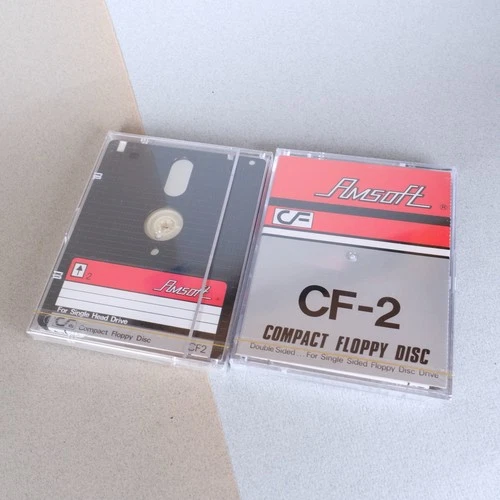 2
Amsoft ®
For Single Head Drive
CF Compact Floppy Disc
CF2
Amsoft ®
CF
CF-2
COMPACT FLOPPY DISC
Double Sided...For Single Sided Floppy Disc Drive